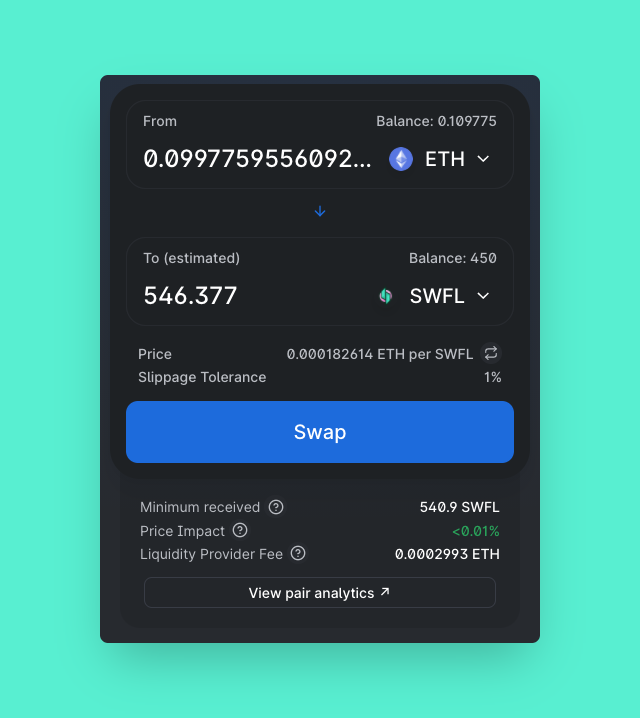 From Balance: 0.109775
0.0997759556092... ETH
To (estimated) Balance: 450
546.377 SWFL
Price 0.000182614 ETH per SWFL
Slippage Tolerance 1%
Swap
Minimum received ? 540.9 SWFL
Price Impact ? <0.01%
Liquidity Provider Fee ? 0.0002993 ETH
View pair analytics ↗